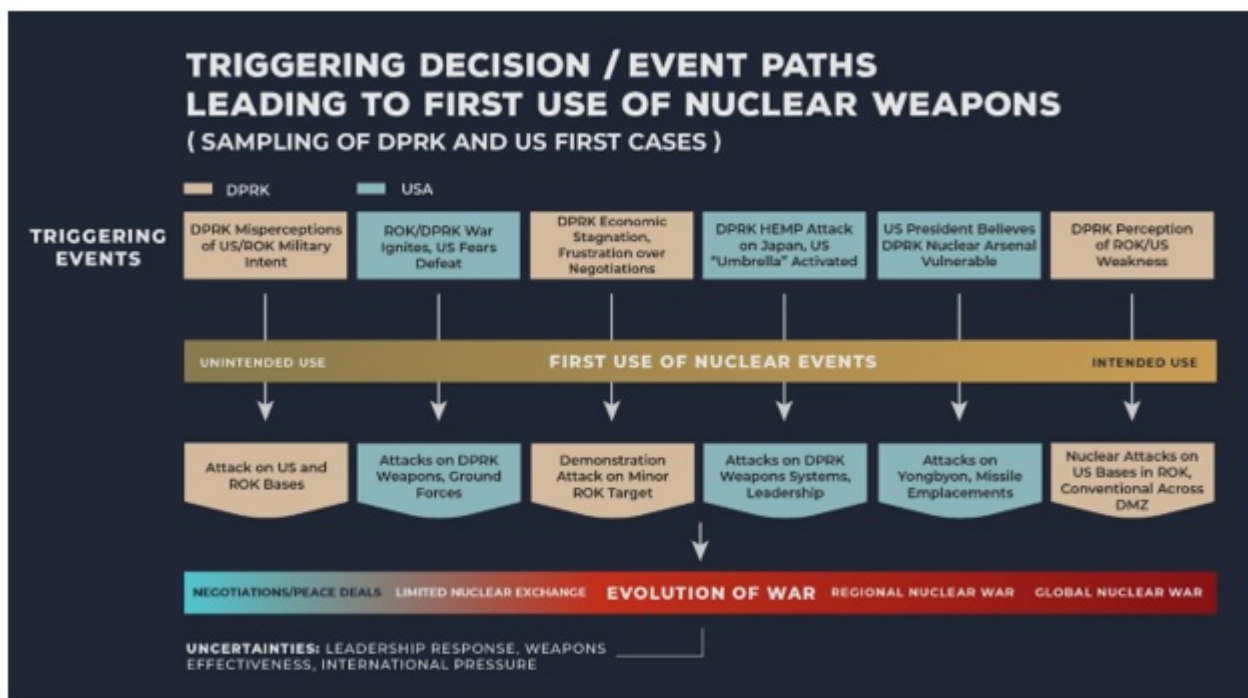 TRIGGERING DECISION / EVENT PATHS
LEADING TO FIRST USE OF NUCLEAR WEAPONS
( SAMPLING OF DPRK AND US FIRST CASES )
DPRK
USA
TRIGGERING
EVENTS
DPRK Misperceptions
of US/ROK Military
Intent
ROK/DPRK War
Ignites, US Fears
Defeat
DPRK Economic
Stagnation,
Frustration over
Negotiations
DPRK HEMP Attack
on Japan, US
"Umbrella" Activated
US President Believes
DPRK Nuclear Arsenal
Vulnerable
DPRK Perception
of ROK/US
Weakness
UNINTENDED USE
FIRST USE OF NUCLEAR EVENTS
INTENDED USE
Attack on US and
ROK Bases
Attacks on DPRK
Weapons, Ground
Forces
Demonstration
Attack on Minor
ROK Target
Attacks on DPRK
Weapons Systems,
Leadership
Attacks on
Yongbyon, Missile
Emplacements
Nuclear Attacks on
US Bases in ROK,
Conventional Across
DMZ
NEGOTIATIONS/PEACE DEALS
LIMITED NUCLEAR EXCHANGE
EVOLUTION OF WAR
REGIONAL NUCLEAR WAR
GLOBAL NUCLEAR WAR
UNCERTAINTIES: LEADERSHIP RESPONSE, WEAPONS
EFFECTIVENESS, INTERNATIONAL PRESSURE